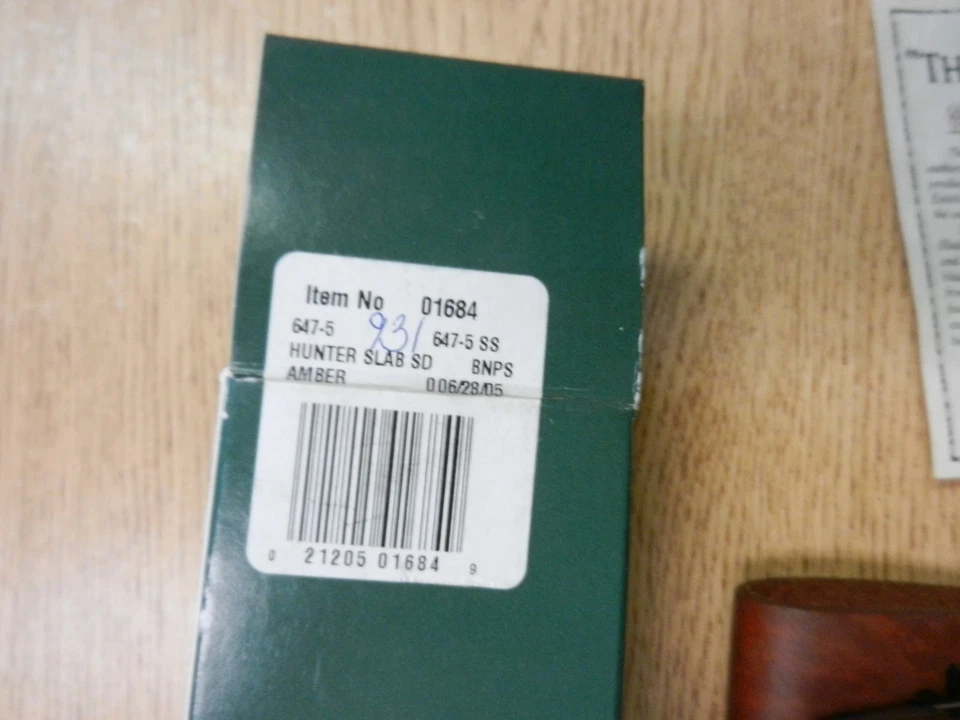 Item No 01684
647-5 931 647-5 SS
HUNTER SLAB SD BNPS
AMBER 0 06/28/05
0 21205 01684 9
"TH